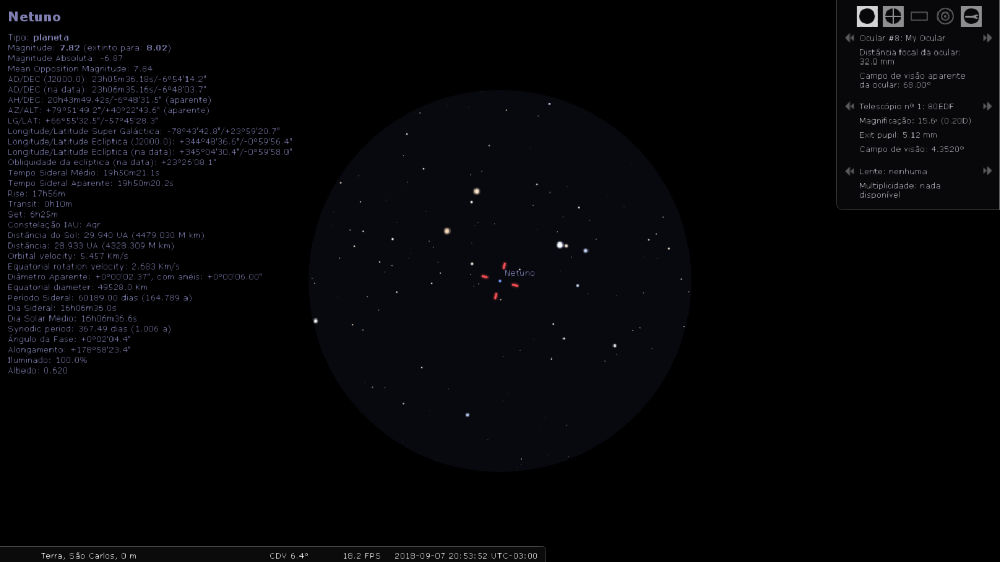 Netuno
Tipo: planeta
Magnitude: 7.82 (extinto para: 8.02)
Magnitude Absoluta: -6.87
Mean Opposition Magnitude: 7.84
AD/DEC (J2000.0): 23h05m36.18s/-6°54'14.2"
AD/DEC (na data): 23h06m35.16s/-6°48'03.7"
AH/DEC: 20h43m49.42s/-6°48'31.5" (aparente)
AZ/ALT: +79°51'49.2"/+40°22'43.6" (aparente)
LG/LAT: +66°55'32.5"/-57°45'28.3"
Longitude/Latitude Super Galáctica: -78°43'42.8"/+23°59'20.7"
Longitude/Latitude Eclíptica (J2000.0): +344°48'36.6"/-0°59'56.4"
Longitude/Latitude Eclíptica (na data): +345°04'30.4"/-0°59'58.0"
Obliquidade da eclíptica (na data): +23°26'08.1"
Tempo Sideral Médio: 19h50m21.1s
Tempo Sideral Aparente: 19h50m20.2s
Rise: 17h56m
Transit: 0h10m
Set: 6h25m
Constelação IAU: Aqr
Distância do Sol: 29.940 UA (4479.030 M km)
Distância: 28.933 UA (4328.309 M km)
Orbital velocity: 5.457 Km/s
Equatorial rotation velocity: 2.683 Km/s
Diâmetro Aparente: +0°00'02.37", com anéis: +0°00'06.00"
Equatorial diameter: 49528.0 Km
Período Sideral: 60189.00 dias (164.789 a)
Dia Sideral: 16h06m36.0s
Dia Solar Médio: 16h06m36.6s
Synodic period: 367.49 dias (1.006 a)
Ângulo da Fase: +0°02'04.4"
Alongamento: +178°58'23.4"
Iluminado: 100.0%
Albedo: 0.620
Netuno
Ocular #8: My Ocular
Distância focal da ocular:
32.0 mm
Campo de visão aparente
da ocular: 68.00°
Telescópio nº 1: 80EDF
Magnificação: 15.6ˣ (0.20D)
Exit pupil: 5.12 mm
Campo de visão: 4.3520°
Lente: nenhuma
Multiplicidade: nada
disponível
Terra, São Carlos, 0 m CDV 6.4° 18.2 FPS 2018-09-07 20:53:52 UTC-03:00